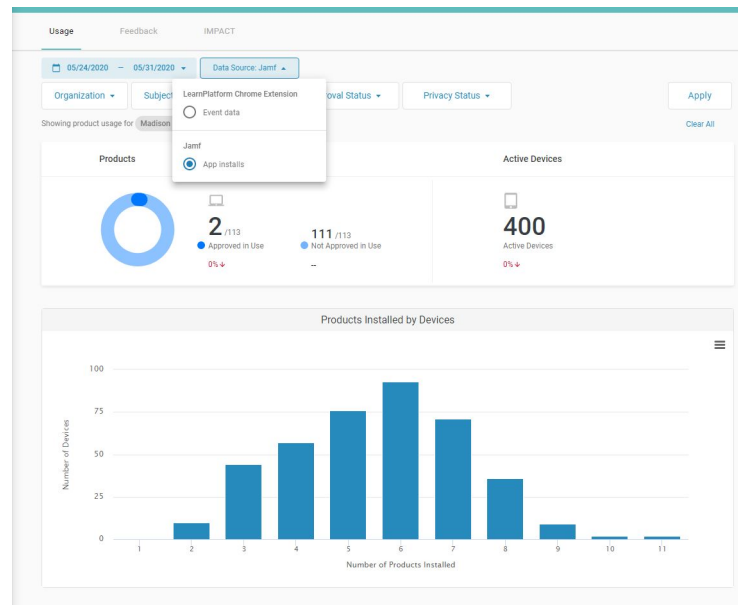 Usage Feedback IMPACT
05/24/2020 – 05/31/2020 Data Source: Jamf
Organization Subject oval Status Privacy Status Apply
LearnPlatform Chrome Extension
Event data
Showing product usage for Madison Clear All
Jamf
App installs
Products Active Devices
2 /113 111 /113 400
Approved in Use Not Approved in Use Active Devices
0% -- 0%
Products Installed by Devices
100
75
50
25
0
Number of Devices
1 2 3 4 5 6 7 8 9 10 11
Number of Products Installed